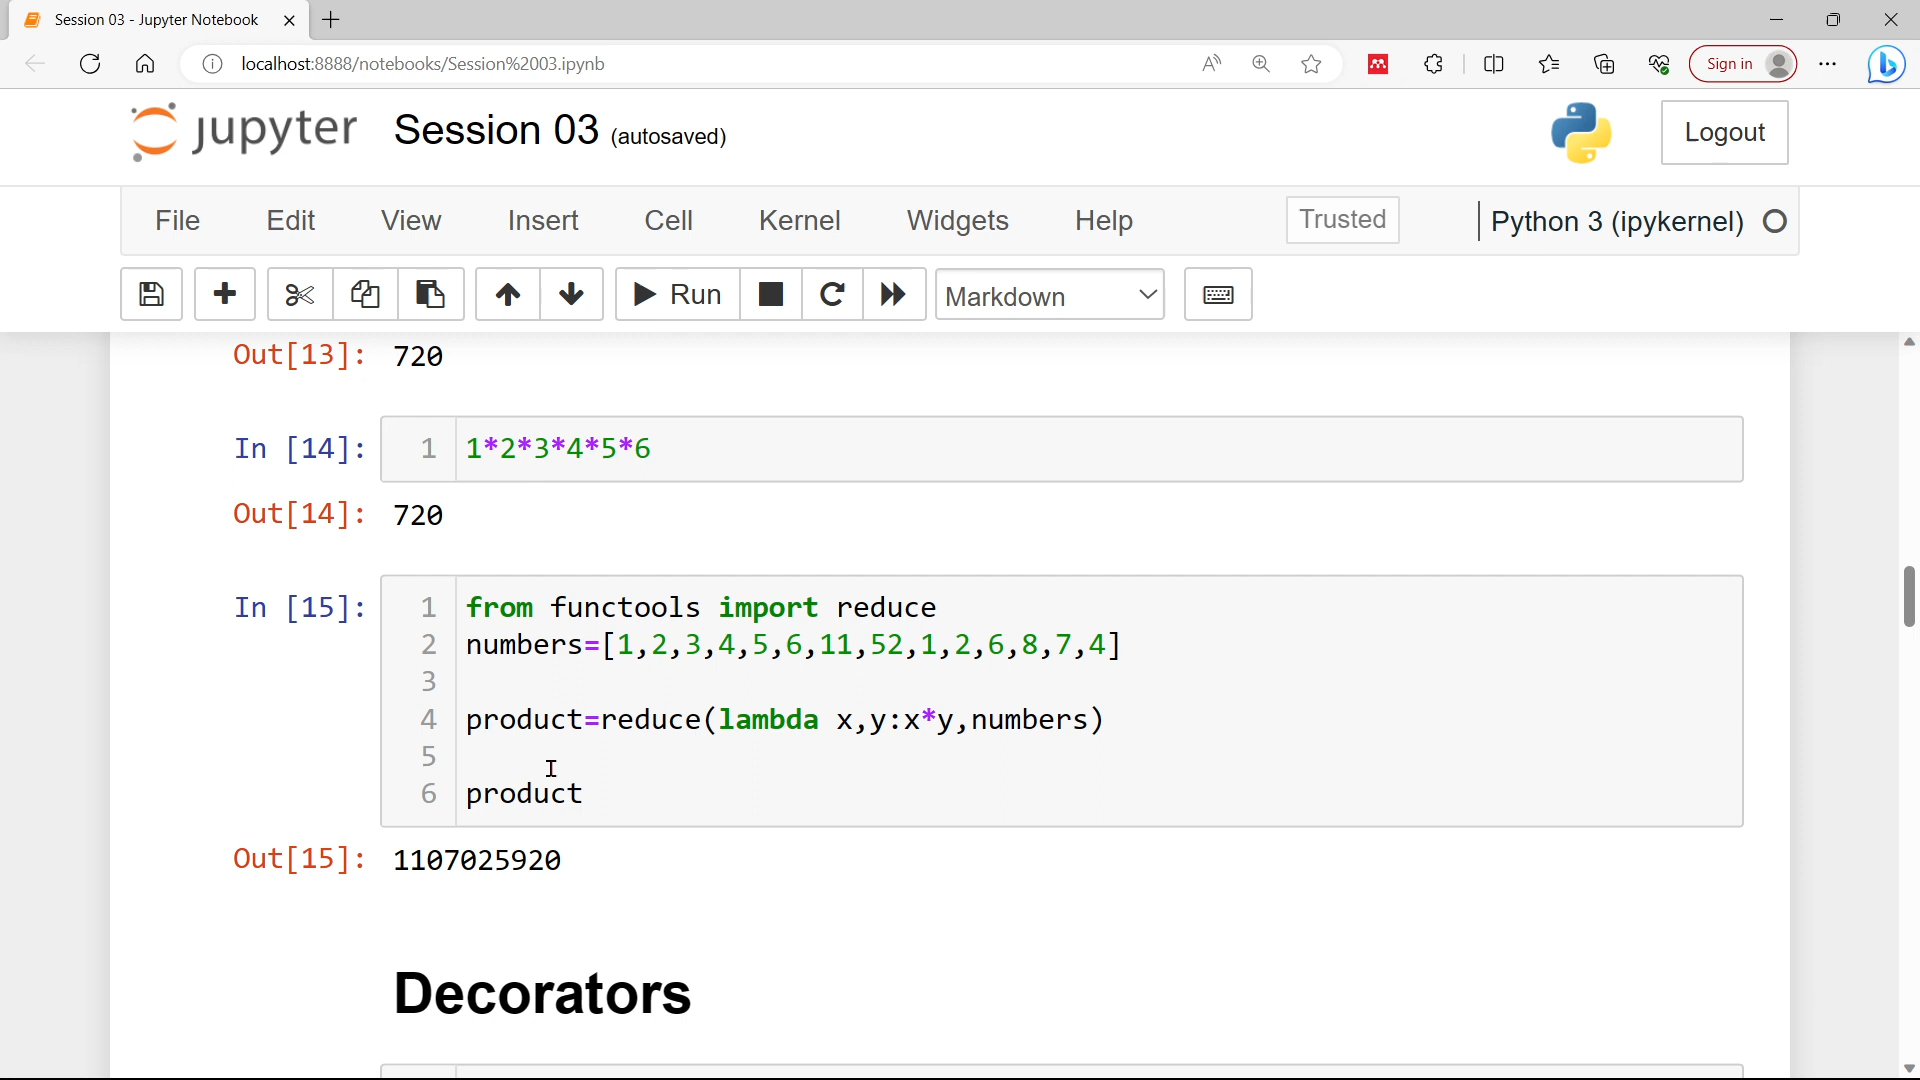 Session 03 - Jupyter Notebook
localhost:8888/notebooks/Session%2003.ipynb
Sign in
jupyter Session 03 (autosaved)
Logout
File Edit View Insert Cell Kernel Widgets Help Trusted Python 3 (ipykernel)
Run Markdown
Out[13]: 720
In [14]: 1 1*2*3*4*5*6
Out[14]: 720
In [15]: 1 from functools import reduce
2 numbers=[1,2,3,4,5,6,11,52,1,2,6,8,7,4]
3
4 product=reduce(lambda x,y:x*y,numbers)
5
6 product
Out[15]: 1107025920
Decorators